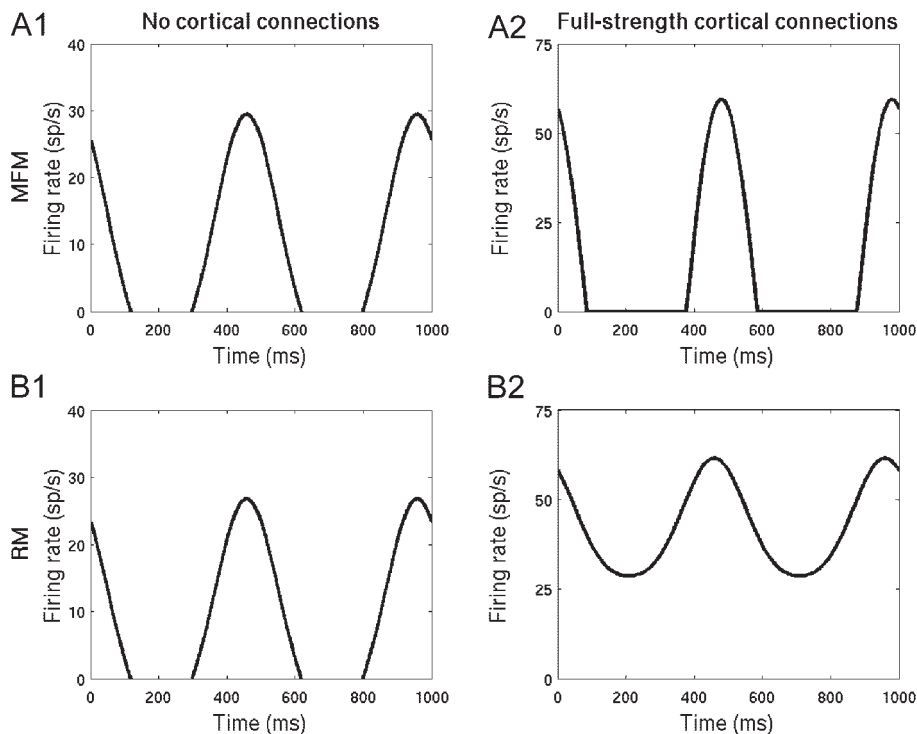 A1
No cortical connections
A2
Full-strength cortical connections
MFM
Firing rate (sp/s)
40
30
20
10
0
0 200 400 600 800 1000
Time (ms)
Firing rate (sp/s)
75
50
25
0
0 200 400 600 800 1000
Time (ms)
B1
B2
RM
Firing rate (sp/s)
40
30
20
10
0
0 200 400 600 800 1000
Time (ms)
Firing rate (sp/s)
75
50
25
0
0 200 400 600 800 1000
Time (ms)